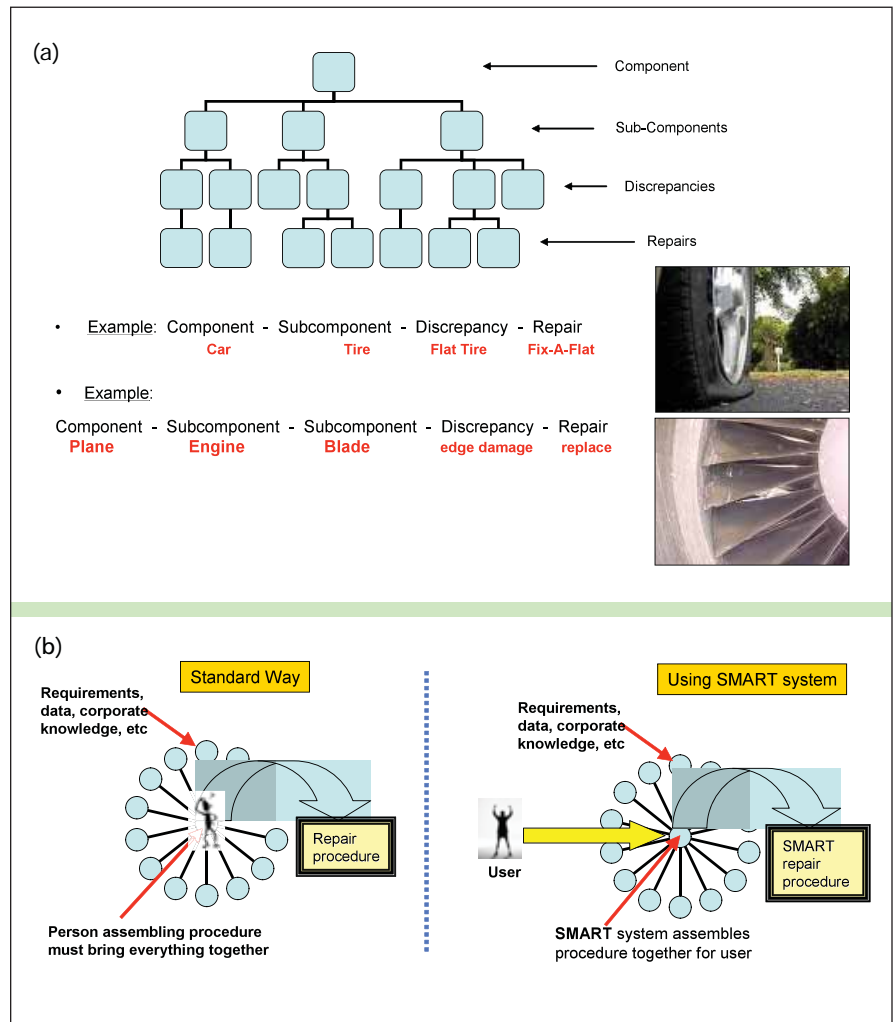 (a)
Component
Sub-Components
Discrepancies
Repairs
• Example: Component - Subcomponent - Discrepancy - Repair
Car Tire Flat Tire Fix-A-Flat
• Example:
Component - Subcomponent - Subcomponent - Discrepancy - Repair
Plane Engine Blade edge damage replace
(b)
Standard Way
Requirements,
data, corporate
knowledge, etc
Repair
procedure
Person assembling procedure
must bring everything together
Using SMART system
Requirements,
data, corporate
knowledge, etc
User
SMART
repair
procedure
SMART system assembles
procedure together for user